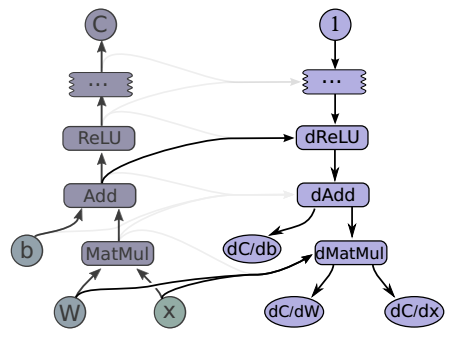 C
1
...
...
ReLU
dReLU
Add
dAdd
b
MatMul
dC/db
dMatMul
W
x
dC/dW
dC/dx